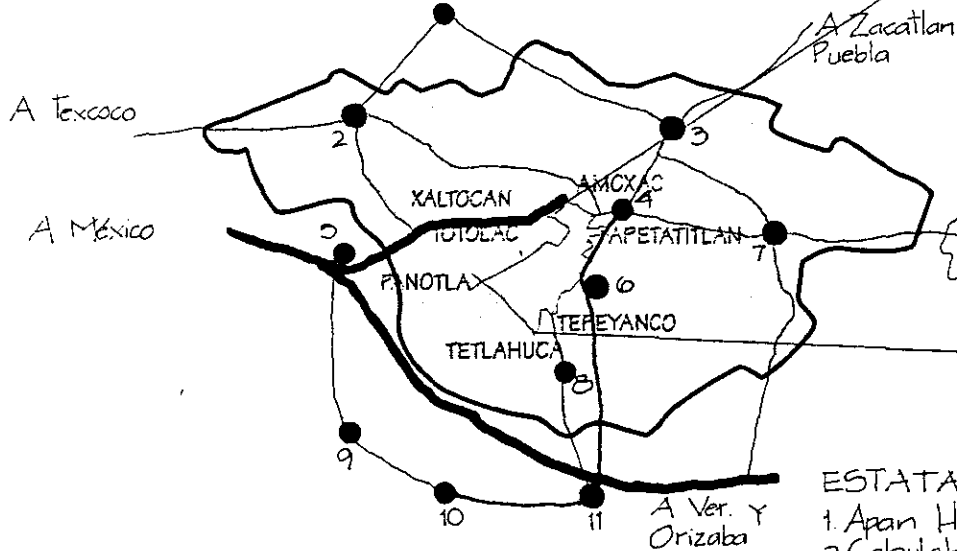 A Zacatlan
Puebla
A Texcoco
2
3
XALTOCAN
AMOXAC
4
A México
TOTOLAC
APETATITLAN
5
7
PANOTLA
6
TEPEYANCO
TETLAHUCA
8
9
10
11
A Ver. Y
Orizaba
ESTATA
1. Apan H